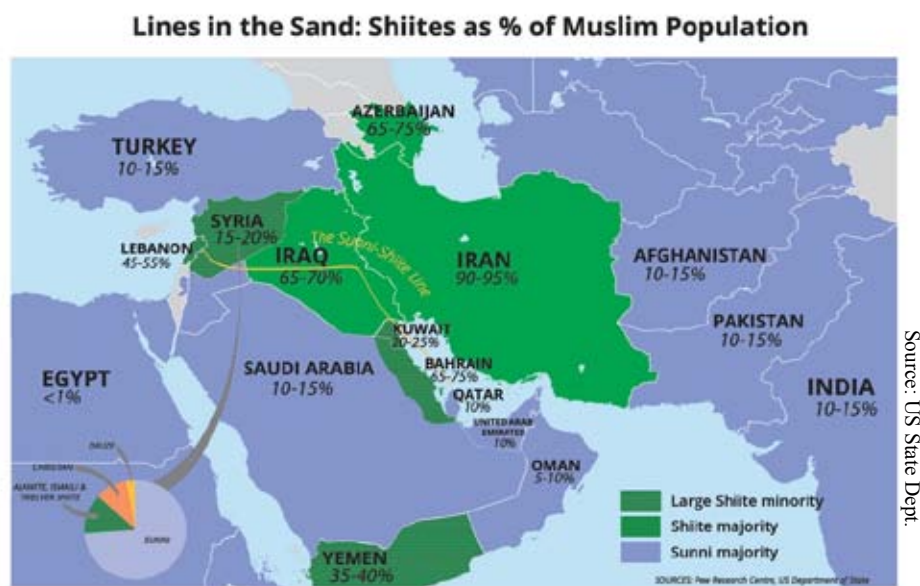 Lines in the Sand: Shiites as % of Muslim Population
AZERBAIJAN
65-75%
TURKEY
10-15%
SYRIA
15-20%
LEBANON
45-55%
The Sunni-Shiite Line
IRAQ
65-70%
IRAN
90-95%
AFGHANISTAN
10-15%
PAKISTAN
10-15%
KUWAIT
20-25%
SAUDI ARABIA
10-15%
BAHRAIN
65-75%
QATAR
10%
EGYPT
<1%
INDIA
10-15%
UNITED ARAB
EMIRATES
10%
OMAN
5-10%
DRUZE
CHRISTIAN
ALAWITE, ISMAILI &
SUNNI
YEMEN
35-40%
Large Shiite minority
Shiite majority
Sunni majority
SOURCES: Pew Research Centre, US Department of State
Source: US State Dept.